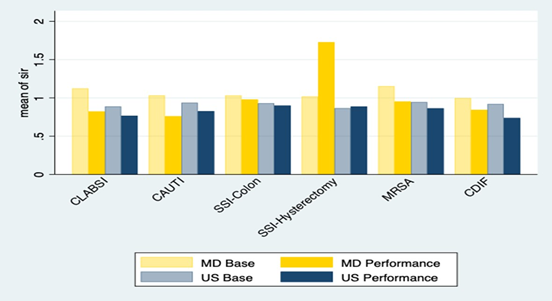 mean of sir
2
1.5
1
.5
0
CLABSI
CAUTI
SSI-Colon
SSI-Hysterectomy
MRSA
CDIF
MD Base
MD Performance
US Base
US Performance